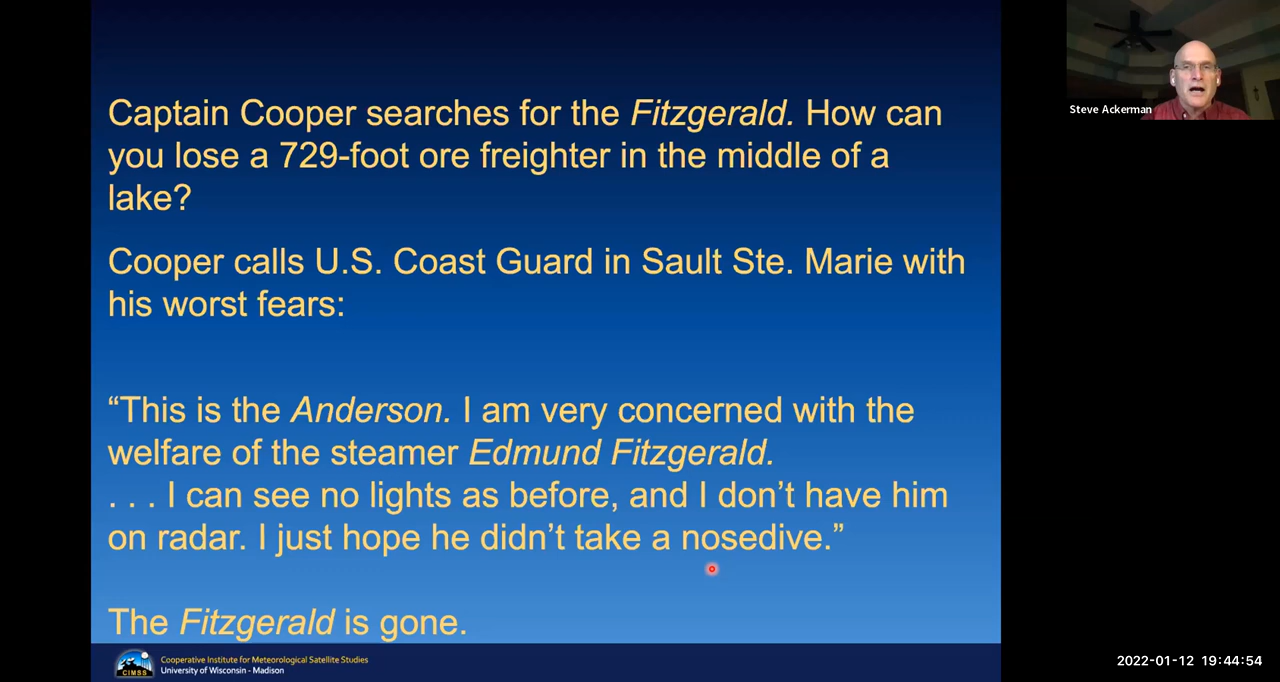 Captain Cooper searches for the Fitzgerald. How can
you lose a 729-foot ore freighter in the middle of a
lake?
Cooper calls U.S. Coast Guard in Sault Ste. Marie with
his worst fears:
“This is the Anderson. I am very concerned with the
welfare of the steamer Edmund Fitzgerald.
. . . I can see no lights as before, and I don’t have him
on radar. I just hope he didn’t take a nosedive.”
The Fitzgerald is gone.
CIMSS
Cooperative Institute for Meteorological Satellite Studies
University of Wisconsin - Madison
Steve Ackerman
2022-01-12 19:44:54